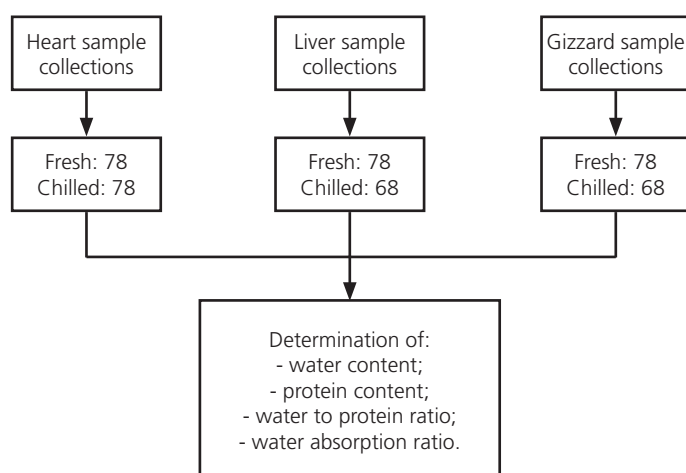 Heart sample
collections
Liver sample
collections
Gizzard sample
collections
Fresh: 78
Chilled: 78
Fresh: 78
Chilled: 68
Fresh: 78
Chilled: 68
Determination of:
- water content;
- protein content;
- water to protein ratio;
- water absorption ratio.